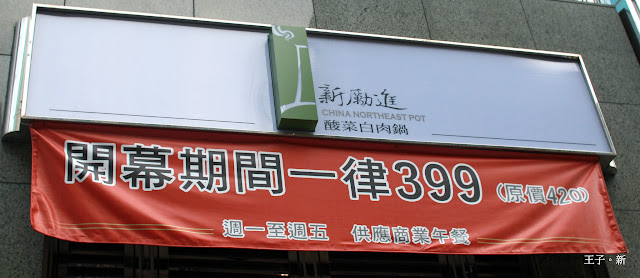 新勵進
CHINA NORTHEAST POT
酸菜白肉鍋
開幕期間一律399(原價420)
週一至週五 供應商業午餐
王子。新